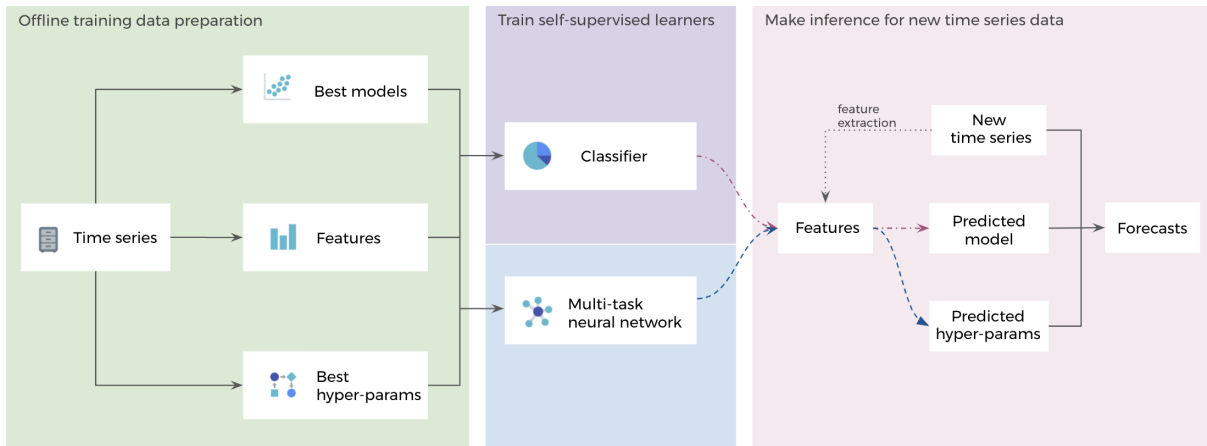 Offline training data preparation
Time series
Best models
Features
Best
hyper-params
Train self-supervised learners
Classifier
Multi-task
neural network
Make inference for new time series data
feature
extraction
New
time series
Features
Predicted
model
Predicted
hyper-params
Forecasts